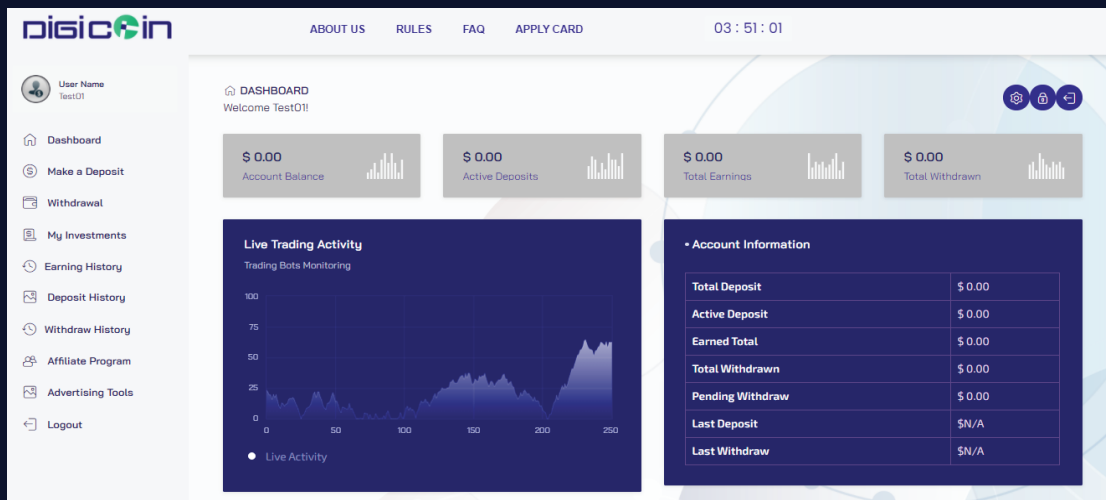 DIGICOIN
ABOUT US RULES FAQ APPLY CARD 03 : 51 : 01
User Name
Test01
Dashboard
Make a Deposit
Withdrawal
My Investments
Earning History
Deposit History
Withdraw History
Affiliate Program
Advertising Tools
Logout
DASHBOARD
Welcome Test01!
$ 0.00
Account Balance
$ 0.00
Active Deposits
$ 0.00
Total Earnings
$ 0.00
Total Withdrawn
Live Trading Activity
Trading Bots Monitoring
100
75
50
25
0
0 50 100 150 200 250
Live Activity
• Account Information
Total Deposit $ 0.00
Active Deposit $ 0.00
Earned Total $ 0.00
Total Withdrawn $ 0.00
Pending Withdraw $ 0.00
Last Deposit $N/A
Last Withdraw $N/A